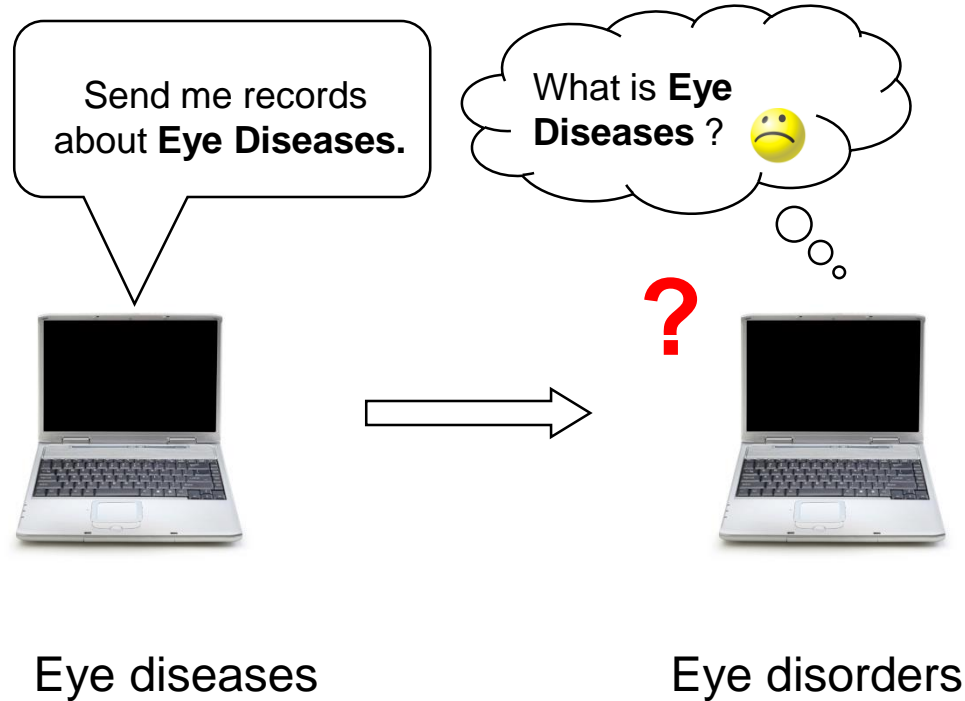 Send me records
about Eye Diseases.
What is Eye
Diseases ?
?
Eye diseases
Eye disorders